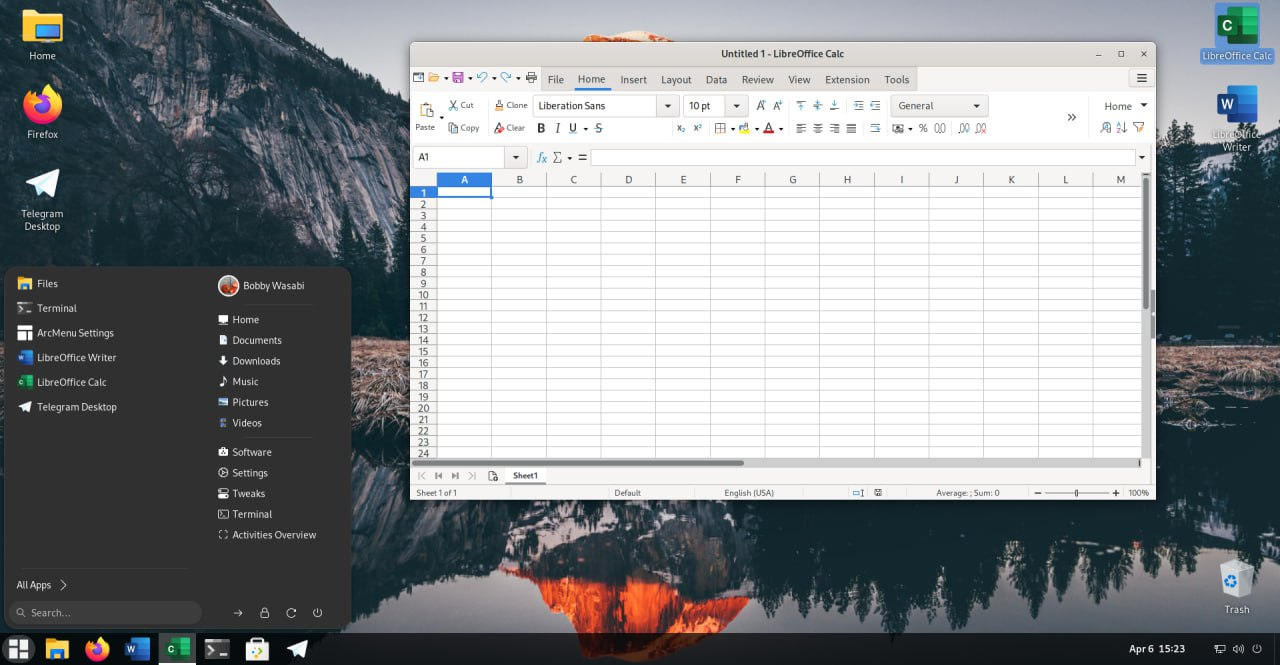 Home
Firefox
Telegram
Desktop
LibreOffice Calc
LibreOffice
Writer
Trash
Untitled 1 - LibreOffice Calc
File Home Insert Layout Data Review View Extension Tools
Cut Clone Liberation Sans 10 pt General Home
Paste Copy Clear B I U S
A1
A B C D E F G H I J K L M
1
2
3
4
5
6
7
8
9
10
11
12
13
14
15
16
17
18
19
20
21
22
23
24
Sheet1
Sheet 1 of 1 Default English (USA) Average: ; Sum: 0 100%
Files
Terminal
ArcMenu Settings
LibreOffice Writer
LibreOffice Calc
Telegram Desktop
All Apps
Search...
Bobby Wasabi
Home
Documents
Downloads
Music
Pictures
Videos
Software
Settings
Tweaks
Terminal
Activities Overview
Apr 6 15:23